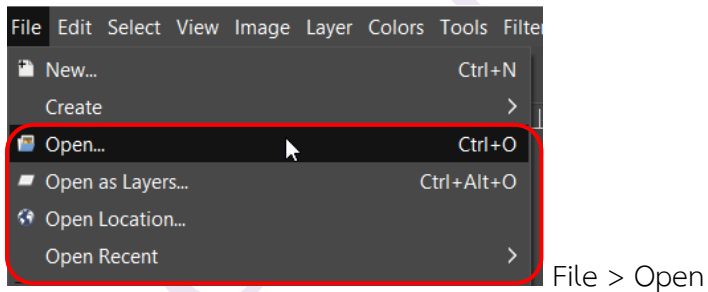 File Edit Select View Image Layer Colors Tools Filte
New... Ctrl+N
Create >
Open... Ctrl+O
Open as Layers... Ctrl+Alt+O
Open Location...
Open Recent >
File > Open